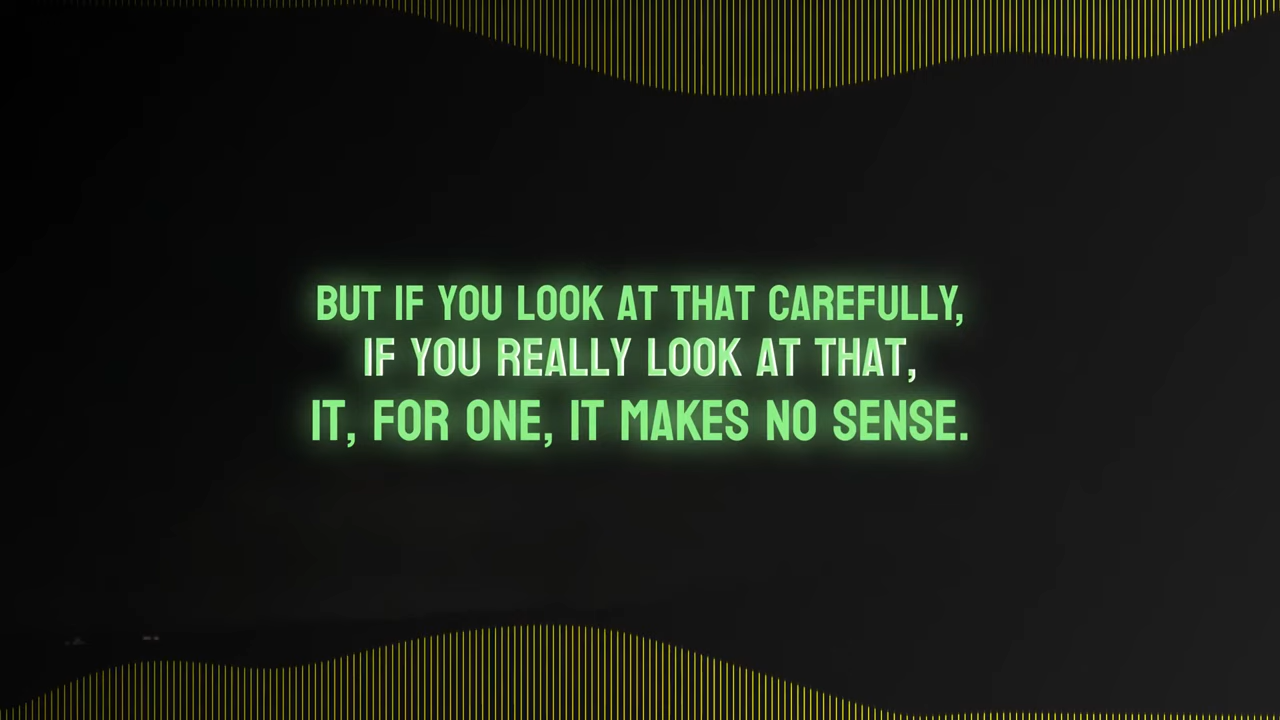 BUT IF YOU LOOK AT THAT CAREFULLY,
IF YOU REALLY LOOK AT THAT,
IT, FOR ONE, IT MAKES NO SENSE.